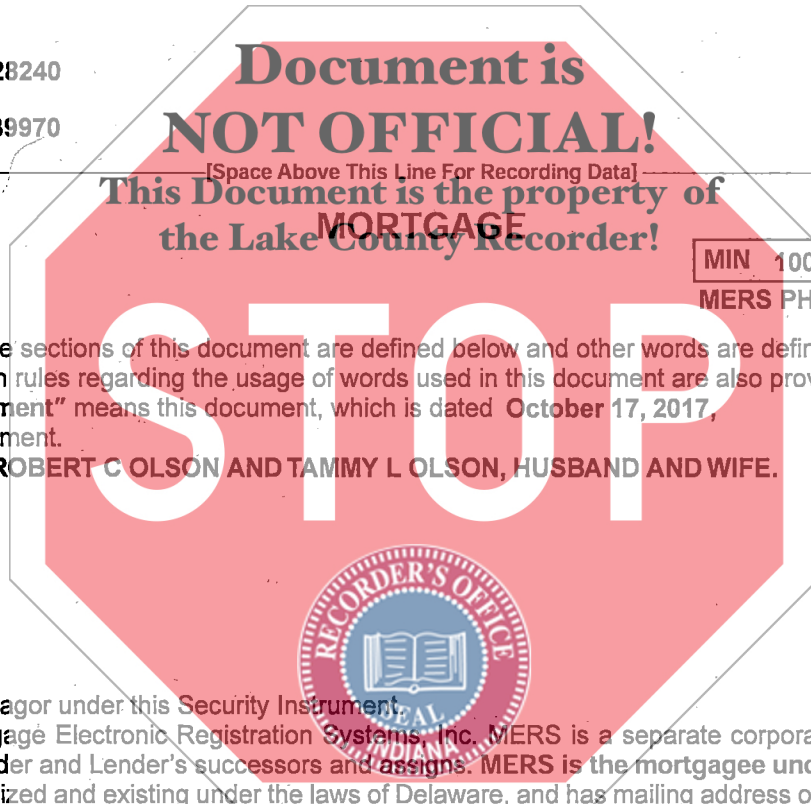 28240
Document is
39970
NOT OFFICIAL!
[Space Above This Line For Recording Data]
This Document is the property of
MORTGAGE
the Lake County Recorder!
MIN 100
MERS PH
e sections of this document are defined below and other words are defin
n rules regarding the usage of words used in this document are also prov
ment" means this document, which is dated October 17, 2017,
ment.
ROBERT C OLSON AND TAMMY L OLSON, HUSBAND AND WIFE.
STOP
RECORDER'S OFFICE
SEAL
INDIANA
agor under this Security Instrument.
gage Electronic Registration Systems, Inc. MERS is a separate corpora
der and Lender's successors and assigns. MERS is the mortgagee und
ized and existing under the laws of Delaware, and has mailing address o